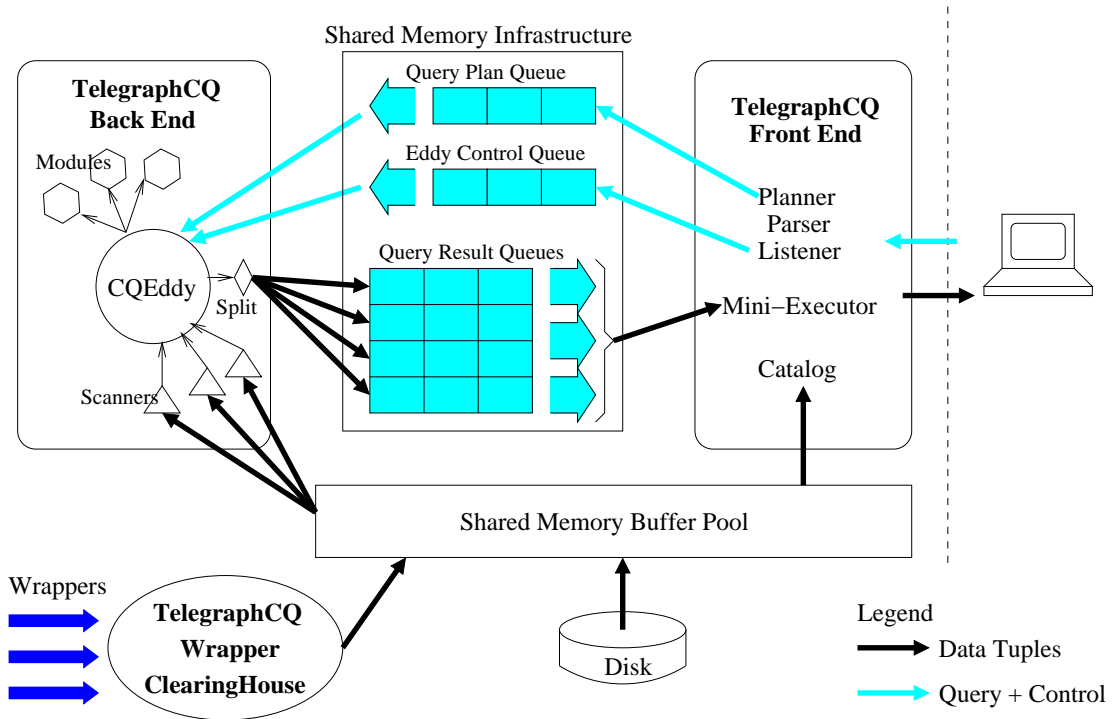 Shared Memory Infrastructure
TelegraphCQ
Back End
Modules
CQEddy
Split
Scanners
Query Plan Queue
Eddy Control Queue
Query Result Queues
TelegraphCQ
Front End
Planner
Parser
Listener
Mini−Executor
Catalog
Shared Memory Buffer Pool
Wrappers
TelegraphCQ
Wrapper
ClearingHouse
Disk
Legend
Data Tuples
Query + Control